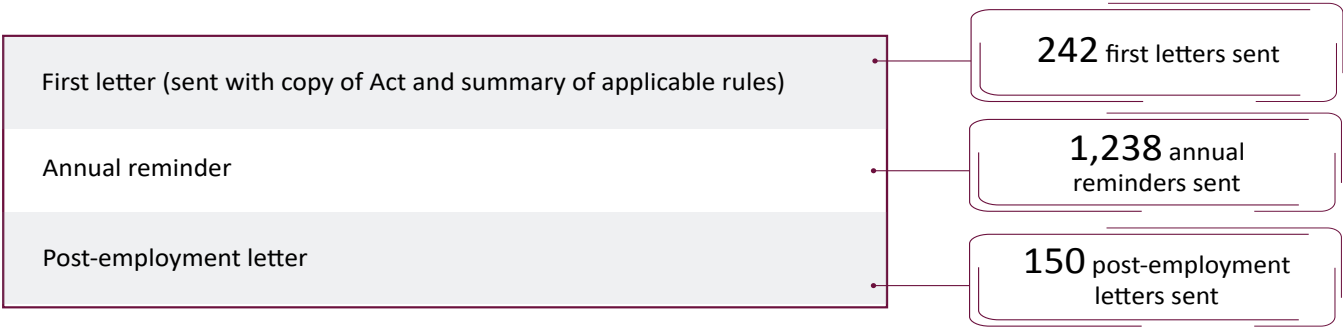 First letter (sent with copy of Act and summary of applicable rules)
242 first letters sent
Annual reminder
1,238 annual
reminders sent
Post-employment letter
150 post-employment
letters sent